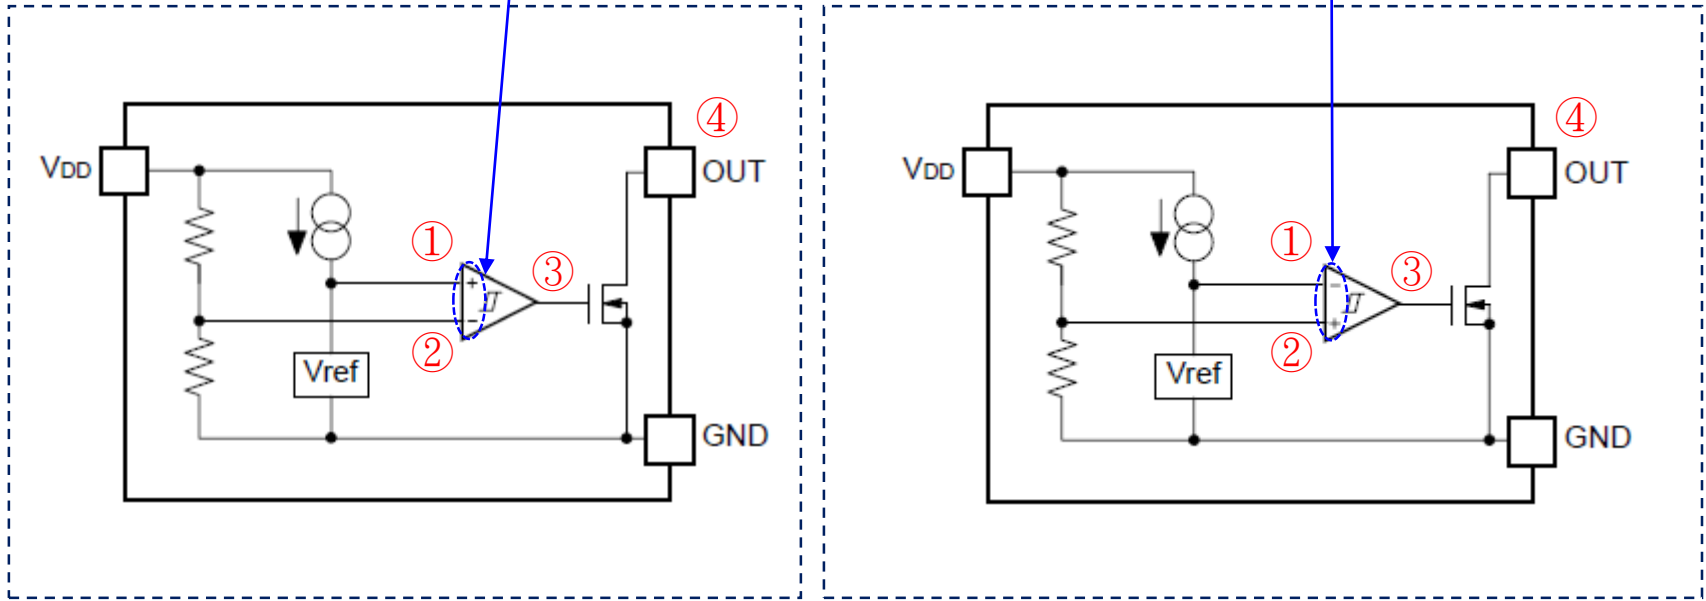 ④
VDD
OUT
①
+
③
−
②
Vref
GND
④
VDD
OUT
①
−
③
+
②
Vref
GND